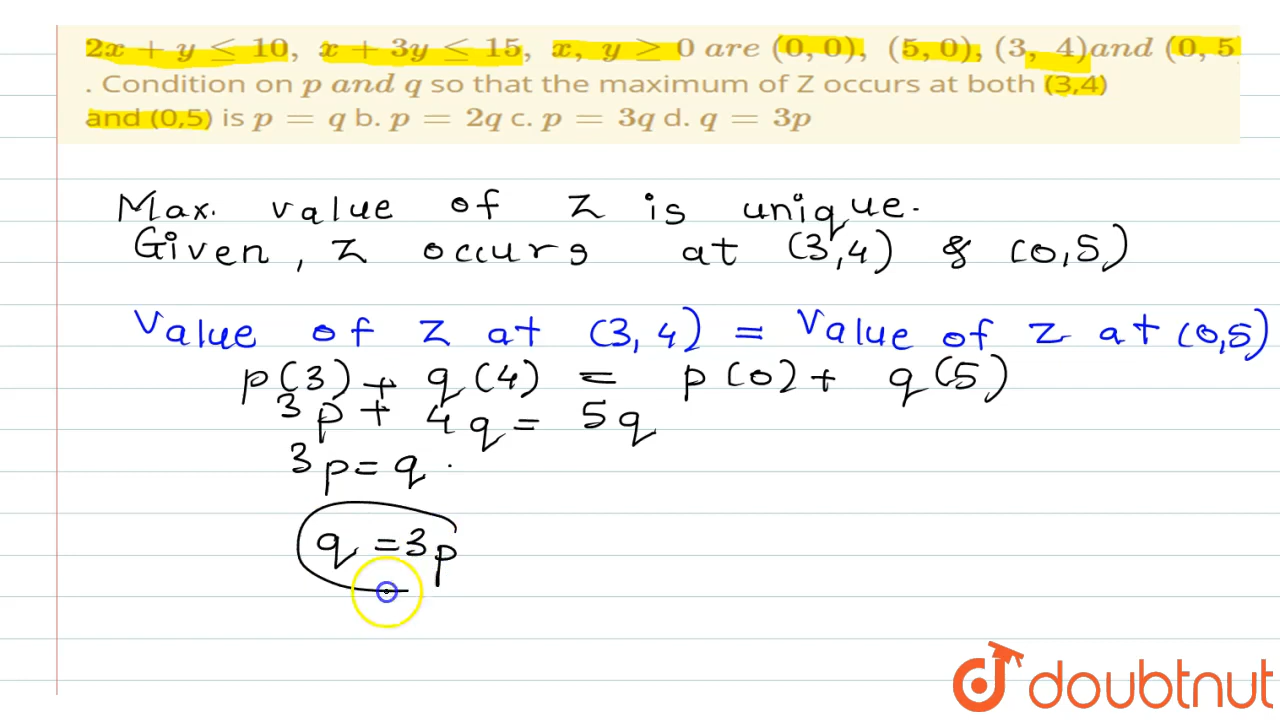 2x + y ≤ 10, x + 3y ≤ 15, x, y ≥ 0 are (0, 0), (5, 0), (3, 4)and (0, 5)
. Condition on p and q so that the maximum of Z occurs at both (3,4)
and (0,5) is p = q b. p = 2q c. p = 3q d. q = 3p
Max. value of Z is unique.
Given, Z occurs at (3,4) & (0,5)
Value of Z at (3,4) = Value of Z at (0,5)
p(3) + q(4) = p(0) + q(5)
3p + 4q = 5q
3p = q .
q = 3p
doubtnut